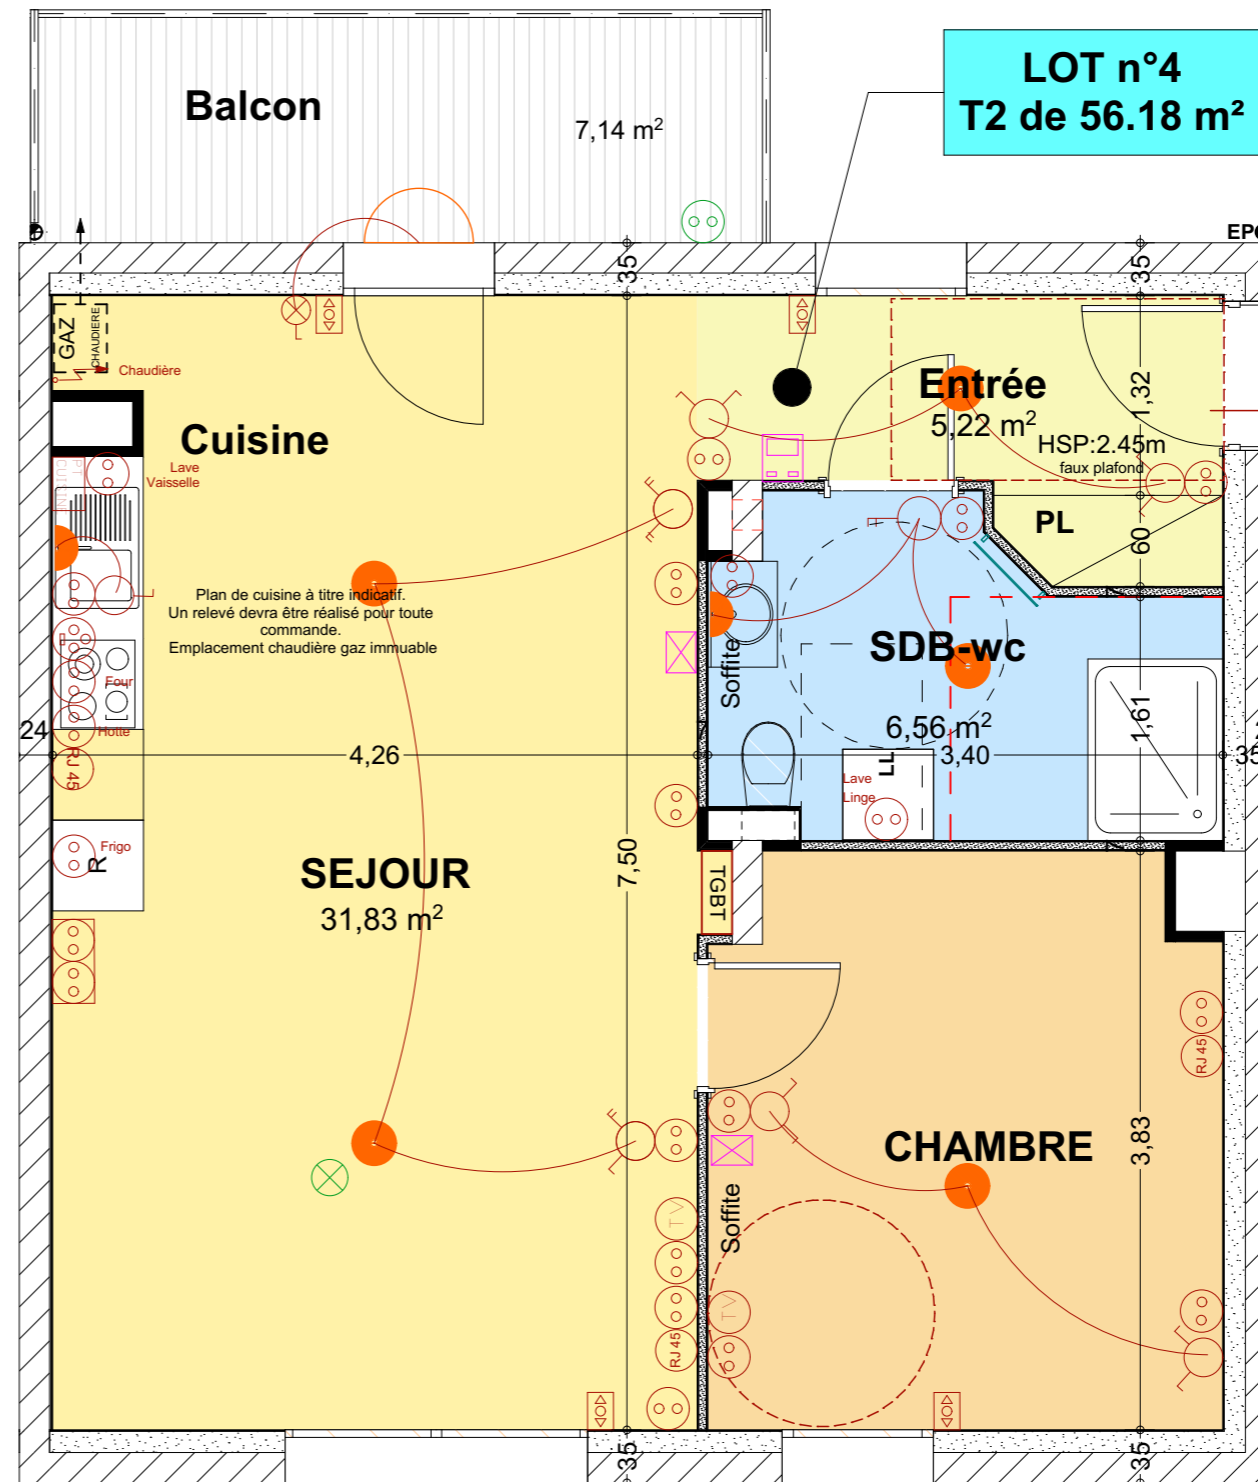 LOT n°4
T2 de 56.18 m²
Balcon
7,14 m²
35
35
GAZ
CHAUDIERE
Chaudière
Cuisine
Lave
Vaisselle
PT
Entrée
5,22 m²
1,32
HSP:2.45m
faux plafond
PL
60
Plan de cuisine à titre indicatif.
Un relevé devra être réalisé pour toute
commande.
Emplacement chaudière gaz immuable
Soffite
SDB-wc
6,56 m²
Four
Hotte
RJ 45
24
4,26
3,40
1,61
35
LL
Lave
Linge
Frigo
R
SEJOUR
31,83 m²
7,50
TGBT
RJ 45
CHAMBRE
3,83
Soffite
TV
TV
RJ 45
35
35